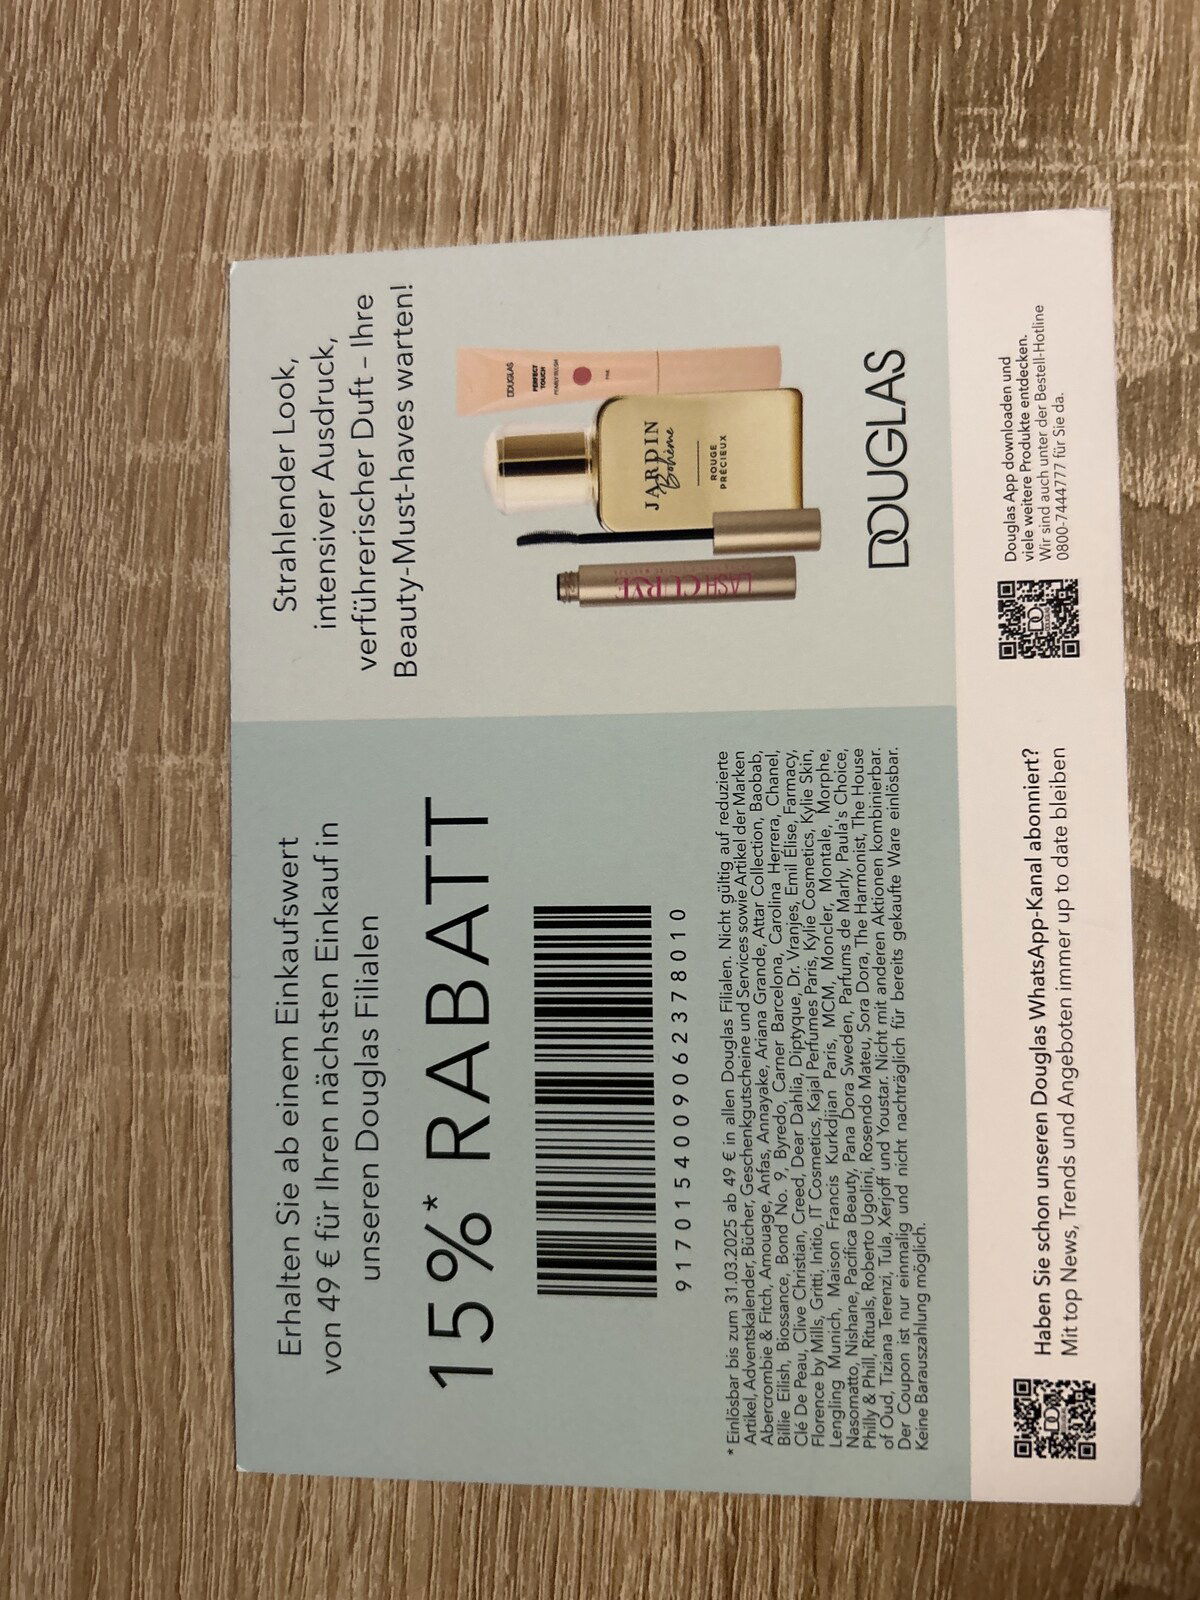 Erhalten Sie ab einem Einkaufswert
von 49 € für Ihren nächsten Einkauf in
unseren Douglas Filialen
15%* RABATT
9170154009062378010
* Einlösbar bis zum 31.03.2025 ab 49 € in allen Douglas Filialen. Nicht gültig auf reduzierte
Artikel, Adventskalender, Bücher, Geschenkgutscheine und Services sowie Artikel der Marken
Abercrombie & Fitch, Amouage, Anfas, Annayake, Ariana Grande, Attar Collection, Baobab,
Billie Eilish, Biossance, Bond No. 9, Byredo, Carner Barcelona, Carolina Herrera, Chanel,
Clé De Peau, Clive Christian, Creed, Dear Dahlia, Diptyque, Dr. Vranjes, Emil Élise, Farmacy,
Florence by Mills, Gritti, Initio, IT Cosmetics, Kajal Perfumes Paris, Kylie Cosmetics, Kylie Skin,
Lengling Munich, Maison Francis Kurkdjian Paris, MCM, Moncler, Montale, Morphe,
Nasomatto, Nishane, Pacifica Beauty, Pana Dora Sweden, Parfums de Marly, Paula's Choice,
Philly & Phill, Rituals, Roberto Ugolini, Rosendo Mateu, Sora Dora, The Harmonist, The House
of Oud, Tiziana Terenzi, Tula, Xerjoff und Youstar. Nicht mit anderen Aktionen kombinierbar.
Der Coupon ist nur einmalig und nicht nachträglich für bereits gekaufte Ware einlösbar.
Keine Barauszahlung möglich.
Strahlender Look,
intensiver Ausdruck,
verführerischer Duft – Ihre
Beauty-Must-haves warten!
LASH CURVE
JARDIN
Bohème
ROUGE
PRÉCIEUX
DOUGLAS
PERFECT
TOUCH
DOUGLAS
Haben Sie schon unseren Douglas WhatsApp-Kanal abonniert?
Mit top News, Trends und Angeboten immer up to date bleiben
Douglas App downloaden und
viele weitere Produkte entdecken.
Wir sind auch unter der Bestell-Hotline
0800-7444777 für Sie da.